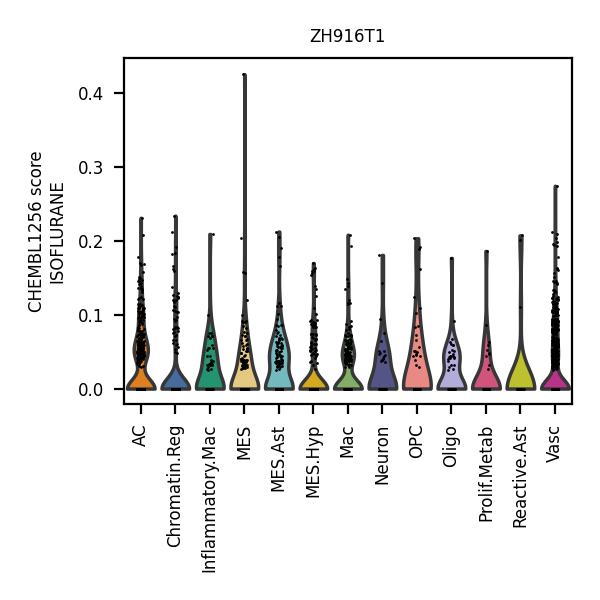 ZH916T1
CHEMBL1256 score
ISOFLURANE
0.4
0.3
0.2
0.1
0.0
AC
Chromatin.Reg
Inflammatory.Mac
MES
MES.Ast
MES.Hyp
Mac
Neuron
OPC
Oligo
Prolif.Metab
Reactive.Ast
Vasc